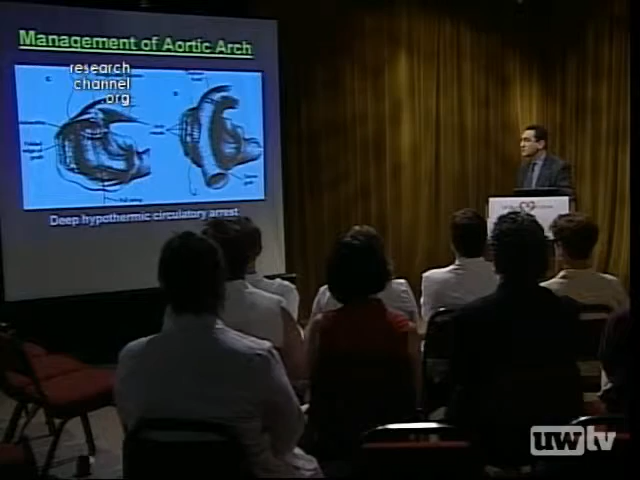 Management of Aortic Arch
research
channel
.org
Deep hypothermic circulatory arrest
uwtv